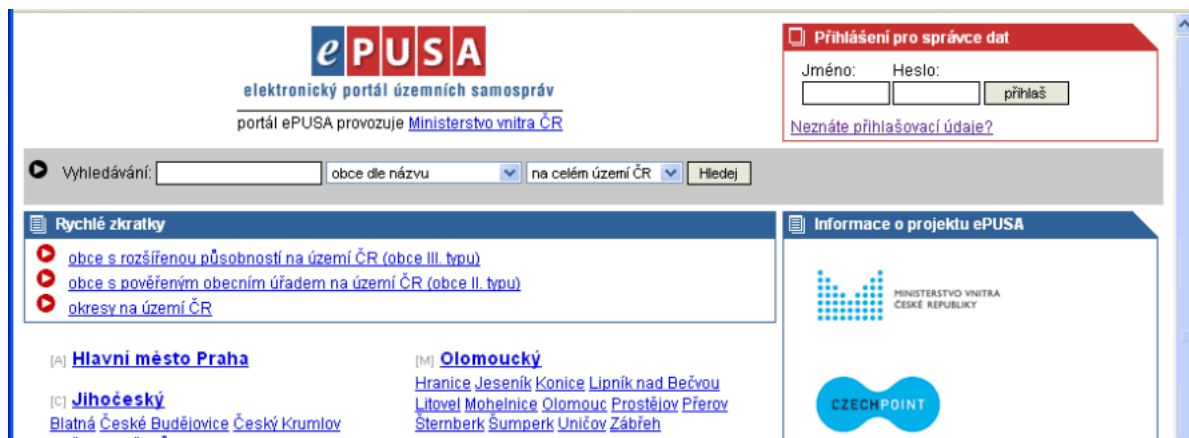 ePUSA
elektronický portál územních samospráv
portál ePUSA provozuje Ministerstvo vnitra ČR
Přihlášení pro správce dat
Jméno: Heslo:
přihlaš
Neznáte přihlašovací údaje?
Vyhledávání: obce dle názvu na celém území ČR Hledej
Rychlé zkratky
obce s rozšířenou působností na území ČR (obce III. typu)
obce s pověřeným obecním úřadem na území ČR (obce II. typu)
okresy na území ČR
[A] Hlavní město Praha
[C] Jihočeský
Blatná České Budějovice Český Krumlov
[M] Olomoucký
Hranice Jeseník Konice Lipník nad Bečvou
Litovel Mohelnice Olomouc Prostějov Přerov
Šternberk Šumperk Uničov Zábřeh
Informace o projektu ePUSA
MINISTERSTVO VNITRA
ČESKÉ REPUBLIKY
CZECHPOINT